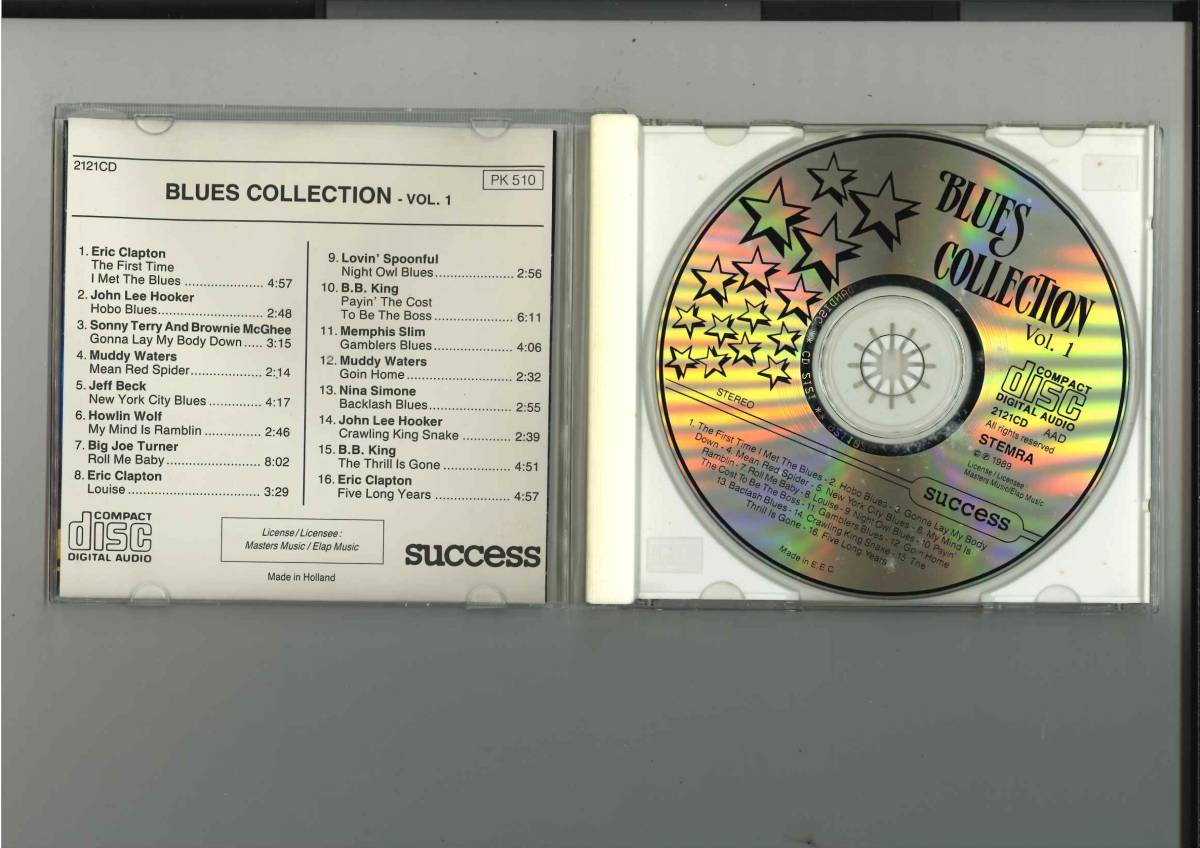 2121CD
PK 510
BLUES COLLECTION - VOL. 1
1. Eric Clapton
The First Time
I Met The Blues ................ 4:57
2. John Lee Hooker
Hobo Blues...................... 2:48
3. Sonny Terry And Brownie McGhee
Gonna Lay My Body Down..... 3:15
4. Muddy Waters
Mean Red Spider................ 2:14
5. Jeff Beck
New York City Blues ............ 4:17
6. Howlin Wolf
My Mind Is Ramblin ............. 2:46
7. Big Joe Turner
Roll Me Baby..................... 8:02
8. Eric Clapton
Louise ............................ 3:29
9. Lovin' Spoonful
Night Owl Blues.................. 2:56
10. B.B. King
Payin' The Cost
To Be The Boss .................. 6:11
11. Memphis Slim
Gamblers Blues.................. 4:06
12. Muddy Waters
Goin Home........................ 2:32
13. Nina Simone
Backlash Blues................... 2:55
14. John Lee Hooker
Crawling King Snake ........... 2:39
15. B.B. King
The Thrill Is Gone ............... 4:51
16. Eric Clapton
Five Long Years ................. 4:57
COMPACT
disc
DIGITAL AUDIO
License/Licensee:
Masters Music / Elap Music
success
Made in Holland
BLUES
COLLECTION
Vol. 1
COMPACT
disc
DIGITAL AUDIO
2121CD AAD
All rights reserved
STEMRA
© ℗ 1989
License / Licensee
Masters Music/Elap Music
STEREO
success
1. The First Time I Met The Blues - 2. Hobo Blues - 3. Gonna Lay My Body
Down - 4. Mean Red Spider - 5. New York City Blues - 6. My Mind Is
Ramblin - 7 Roll Me Baby - 8 Louise - 9 Night Owl Blues - 10 Payin'
The Cost To Be The Boss - 11. Gamblers Blues - 12. Goin Home
13. Baclash Blues - 14. Crawling King Snake - 15 The
Thrill Is Gone - 16. Five Long Years
Made in E.E.C